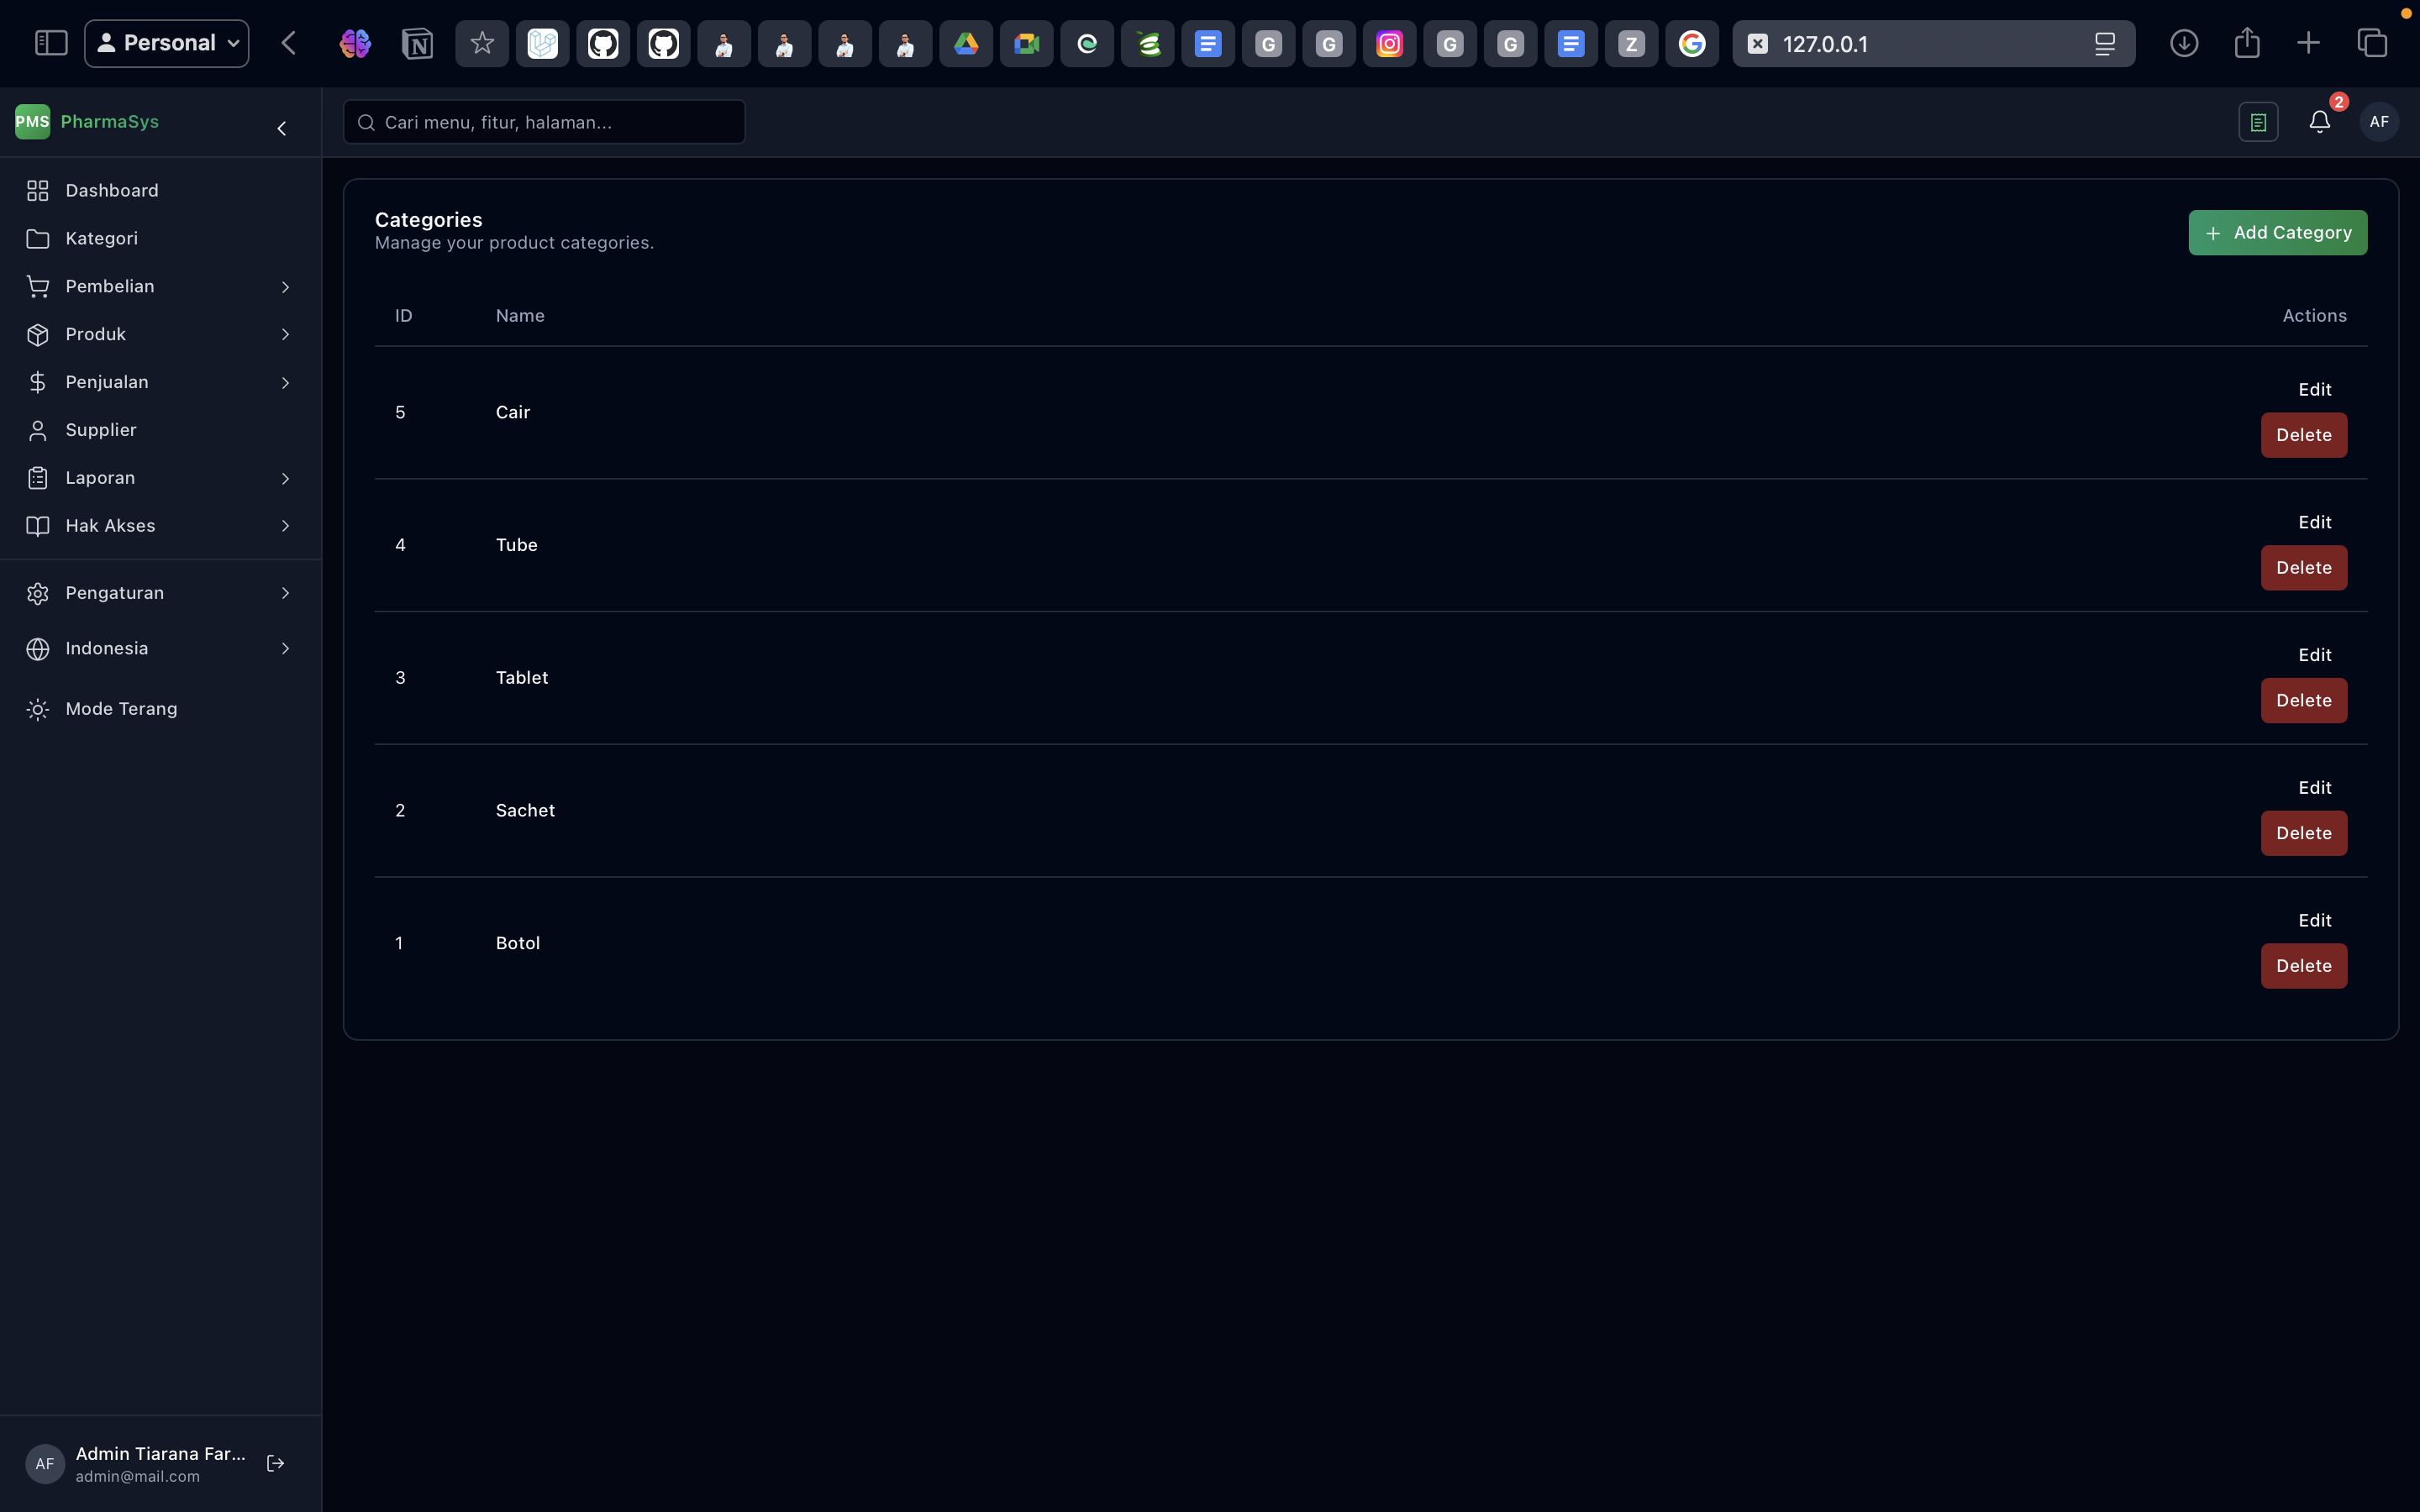 Personal
127.0.0.1
PMS PharmaSys
Cari menu, fitur, halaman...
2
AF
Dashboard
Kategori
Pembelian
Produk
Penjualan
Supplier
Laporan
Hak Akses
Pengaturan
Indonesia
Mode Terang
Categories
Manage your product categories.
+ Add Category
ID Name Actions
5 Cair Edit
Delete
4 Tube Edit
Delete
3 Tablet Edit
Delete
2 Sachet Edit
Delete
1 Botol Edit
Delete
AF Admin Tiarana Far...
admin@mail.com